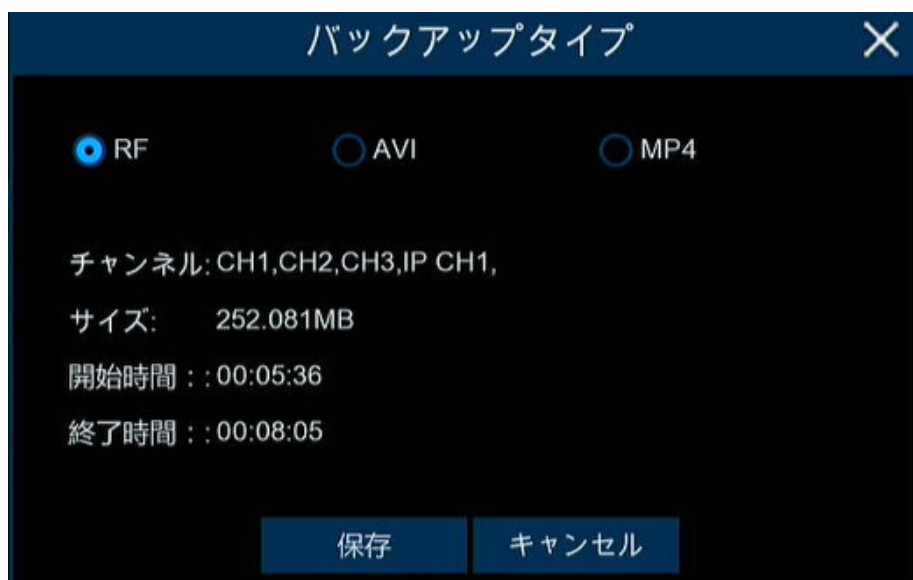 バックアップタイプ
RF AVI MP4
チャンネル: CH1,CH2,CH3,IP CH1,
サイズ: 252.081MB
開始時間 : : 00:05:36
終了時間 : : 00:08:05
保存 キャンセル